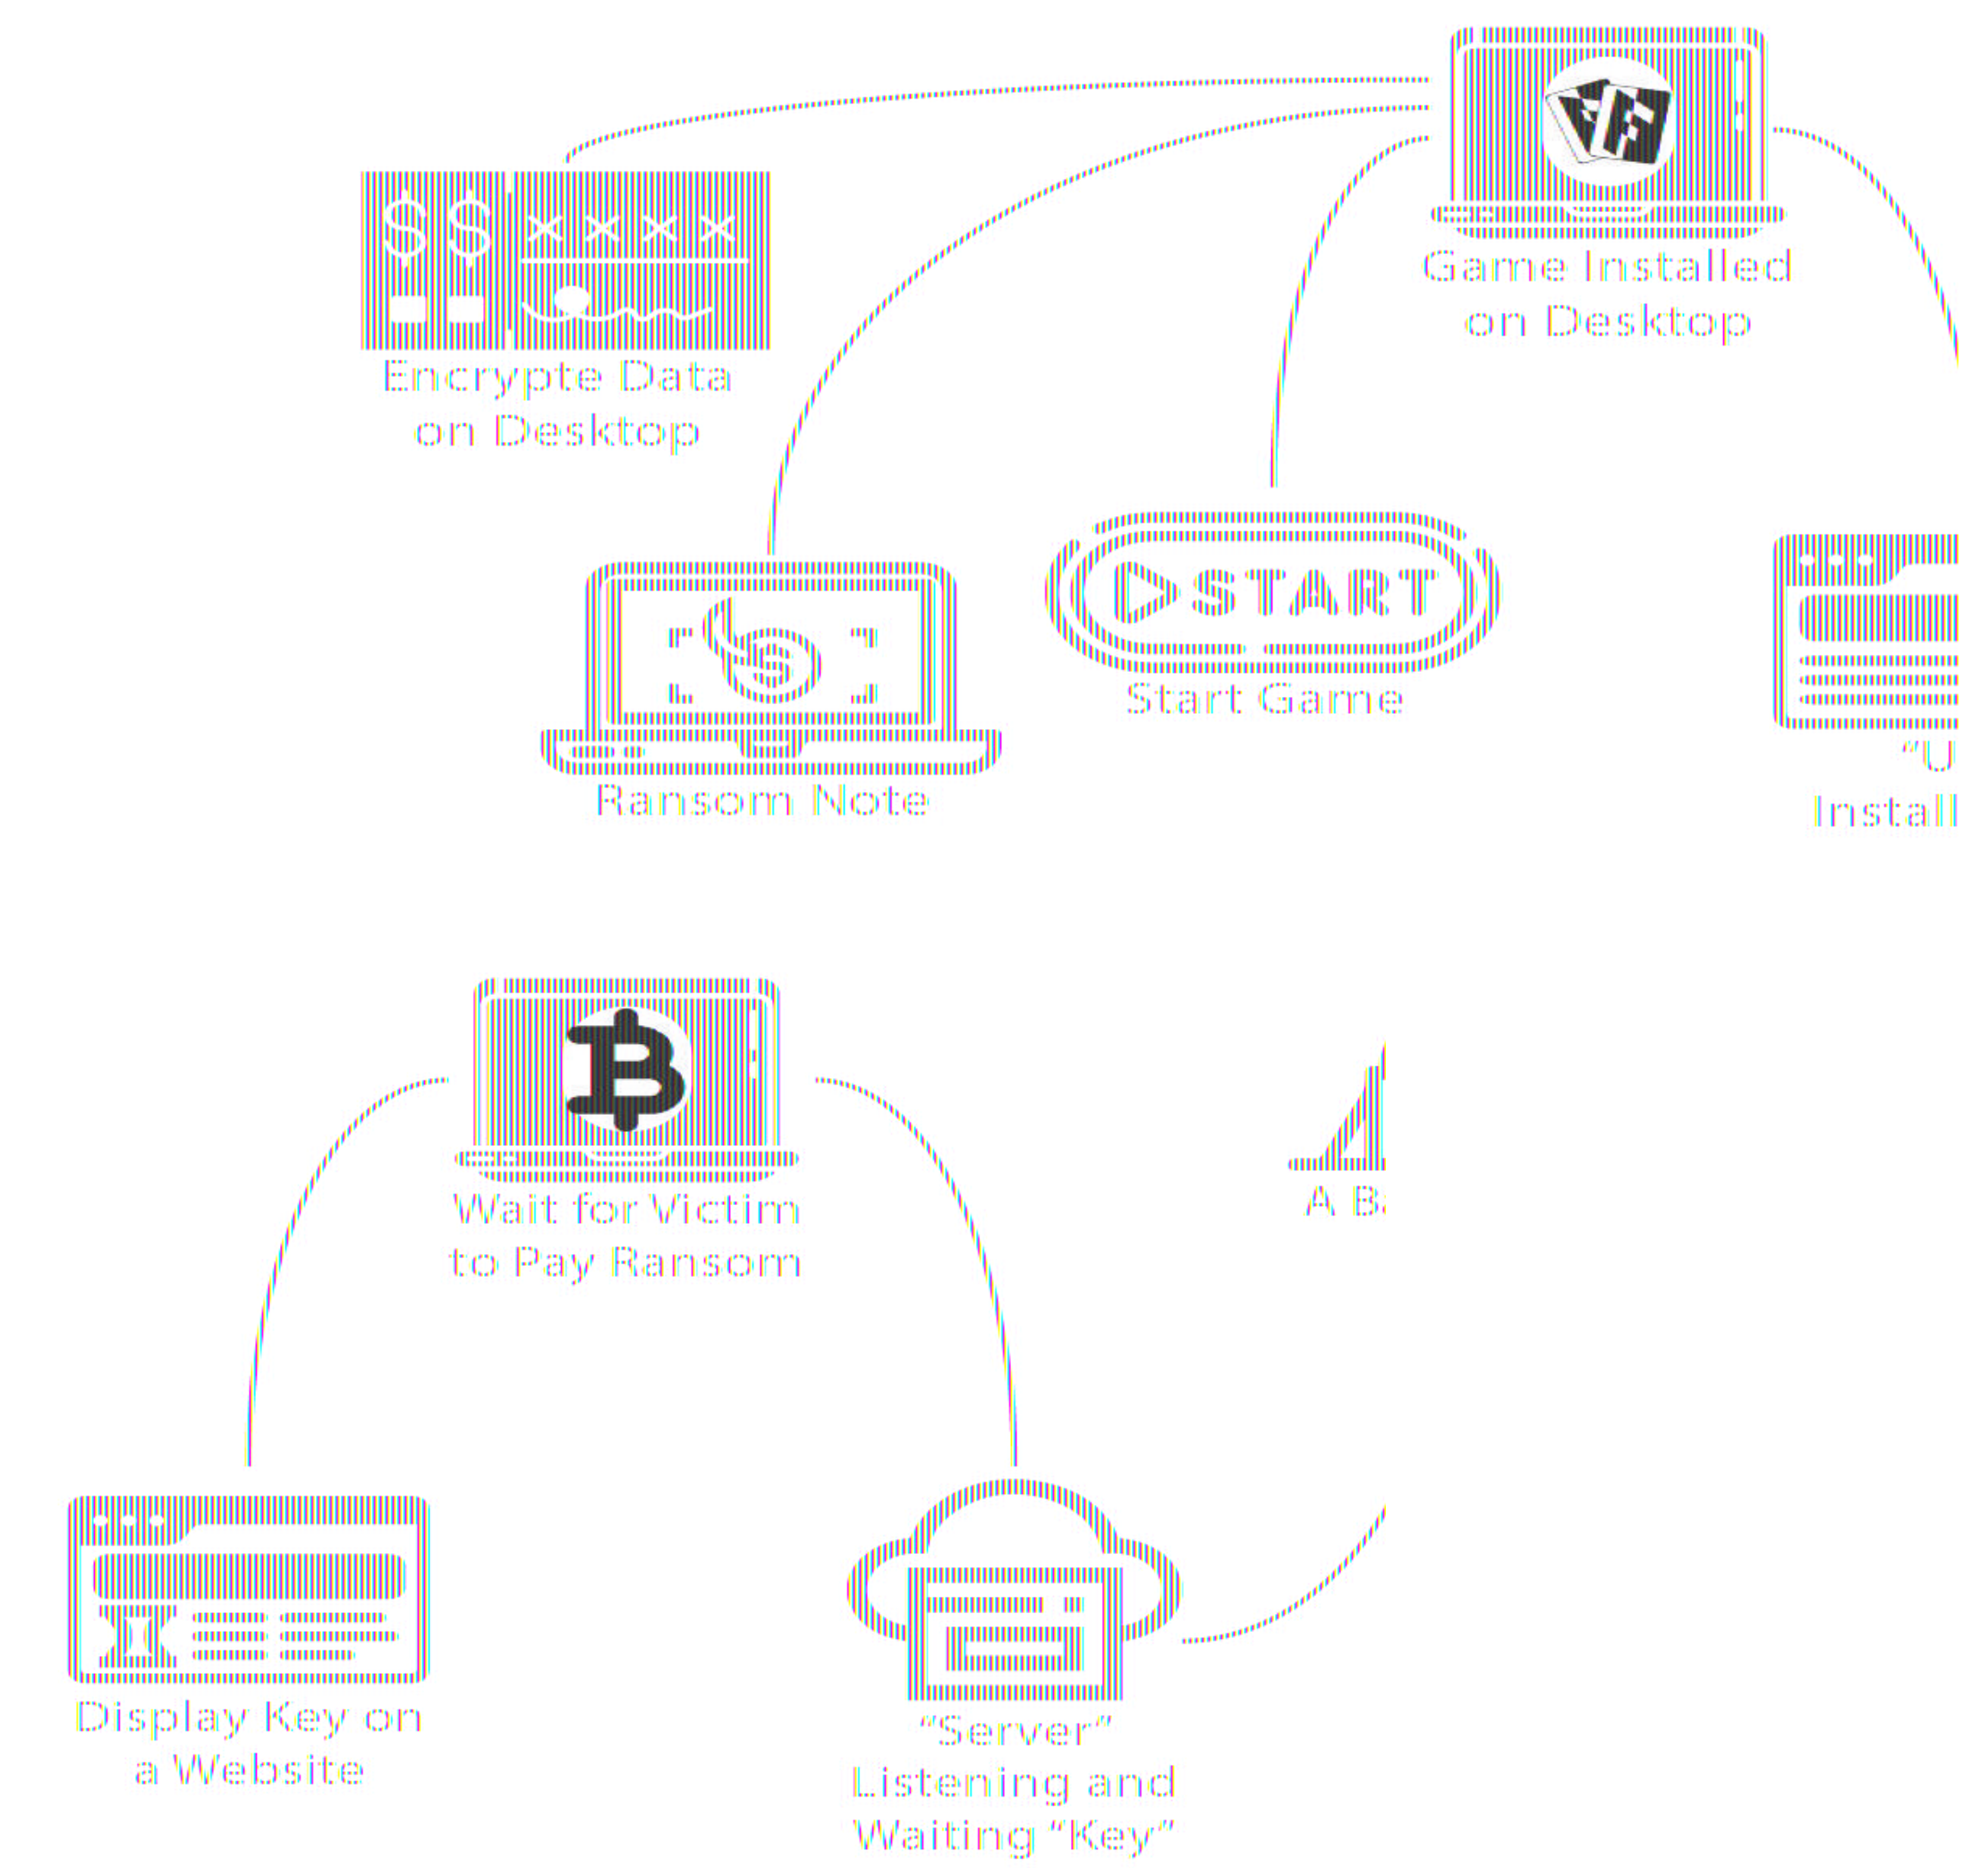 Game Installed
on Desktop
Encrypte Data
on Desktop
START
Start Game
Ransom Note
Install
Wait for Victim
to Pay Ransom
A
Display Key on
a Website
“Server”
Listening and
Waiting “Key”